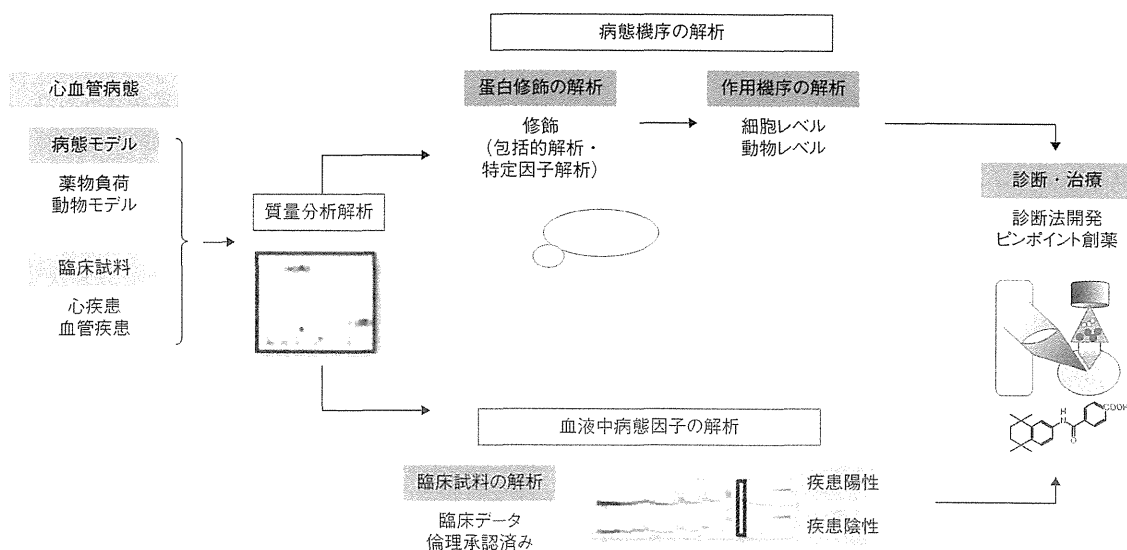 病態機序の解析
心血管病態
蛋白修飾の解析
作用機序の解析
病態モデル
修飾
(包括的解析・
特定因子解析)
細胞レベル
動物レベル
薬物負荷
動物モデル
質量分析解析
診断・治療
診断法開発
ピンポイント創薬
臨床試料
心疾患
血管疾患
血液中病態因子の解析
H
N
O
COOH
臨床試料の解析
疾患陽性
臨床データ
倫理承認済み
疾患陰性